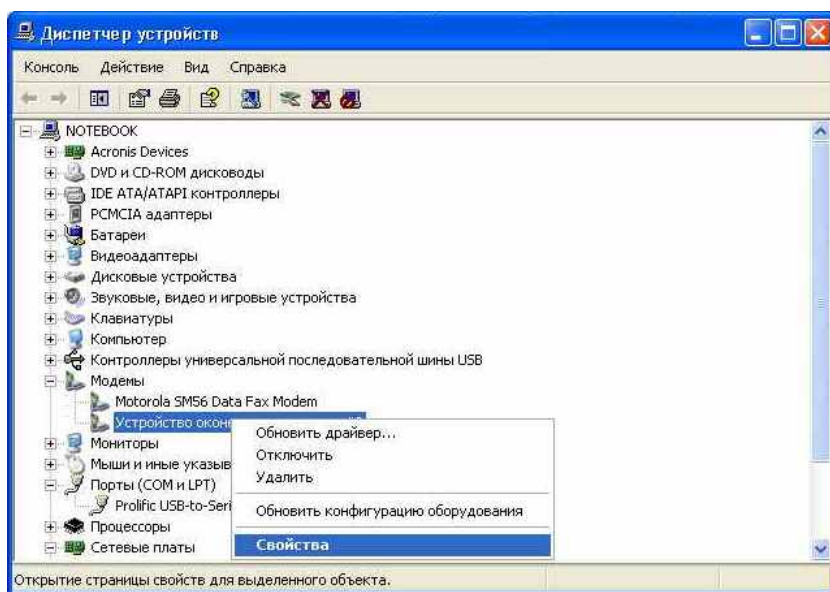 Диспетчер устройств
Консоль Действие Вид Справка
NOTEBOOK
Acronis Devices
DVD и CD-ROM дисководы
IDE ATA/ATAPI контроллеры
PCMCIA адаптеры
Батареи
Видеоадаптеры
Дисковые устройства
Звуковые, видео и игровые устройства
Клавиатуры
Компьютер
Контроллеры универсальной последовательной шины USB
Модемы
Motorola SM56 Data Fax Modem
Устройство оконе
Мониторы
Мыши и иные указыв
Порты (COM и LPT)
Prolific USB-to-Seri
Процессоры
Сетевые платы
Обновить драйвер...
Отключить
Удалить
Обновить конфигурацию оборудования
Свойства
Открытие страницы свойств для выделенного объекта.